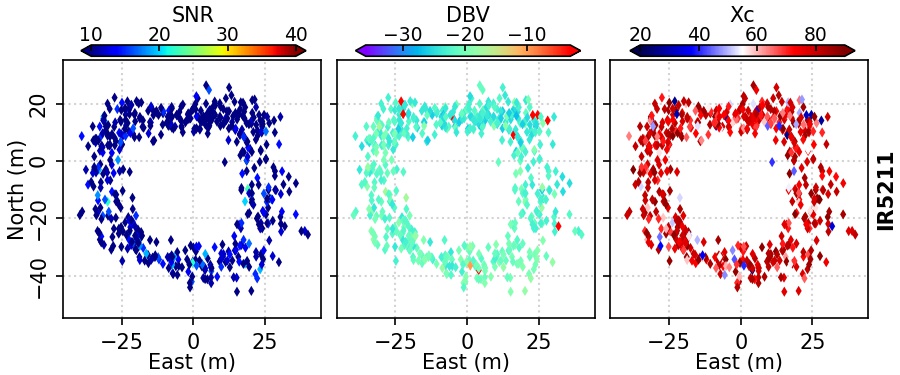 SNR DBV Xc
10 20 30 40 −30 −20 −10 20 40 60 80
20
0
−20
−40
North (m)
−25 0 25 −25 0 25 −25 0 25
East (m) East (m) East (m)
IR5211